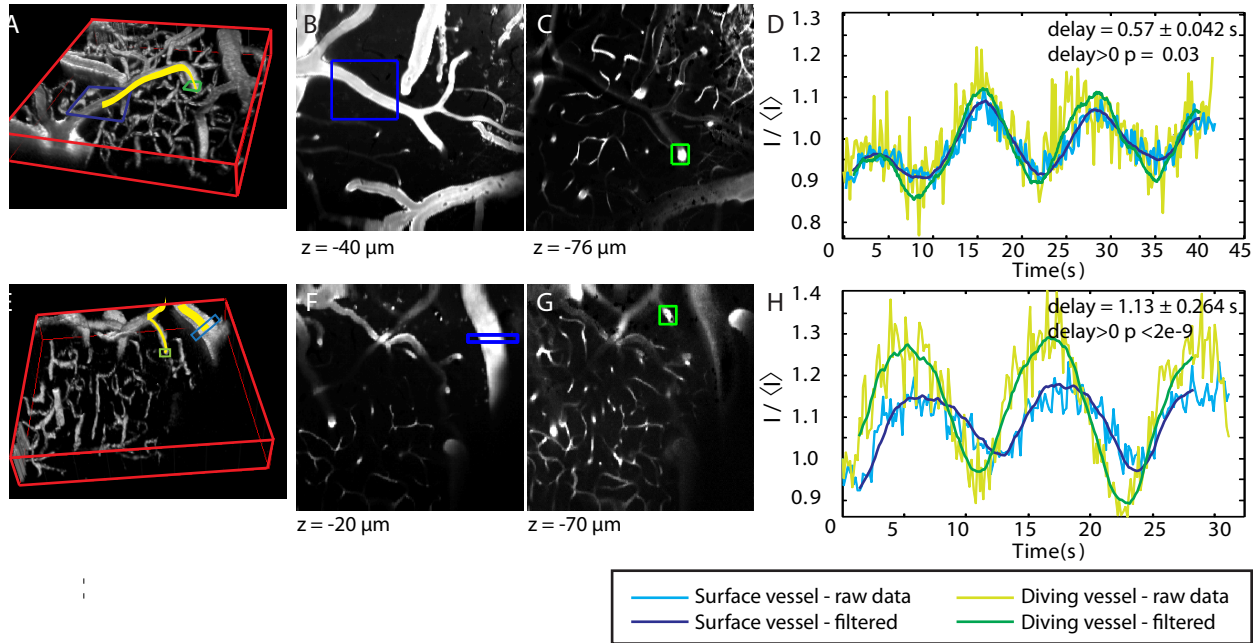 A
B
C
D
delay = 0.57 ± 0.042 s
delay>0 p = 0.03
I / ⟨I⟩
1.3
1.2
1.1
1.0
0.9
0.8
0 5 10 15 20 25 30 35 40 45
Time(s)
z = -40 µm
z = -76 µm
E
F
G
H
delay = 1.13 ± 0.264 s
delay>0 p <2e-9
I / ⟨I⟩
1.4
1.3
1.2
1.1
1.0
0.9
0 5 10 15 20 25 30
Time(s)
z = -20 µm
z = -70 µm
Surface vessel - raw data
Diving vessel - raw data
Surface vessel - filtered
Diving vessel - filtered